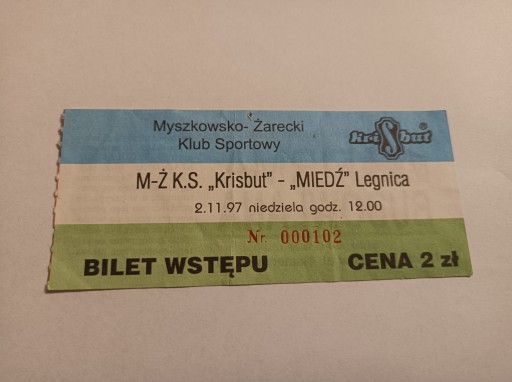 Myszkowsko- Żarecki
Klub Sportowy
kriSbut ®
M-Ż K.S. „Krisbut" - „MIEDŹ" Legnica
2.11.97 niedziela godz. 12.00
Nr 000102
BILET WSTĘPU
CENA 2 zł